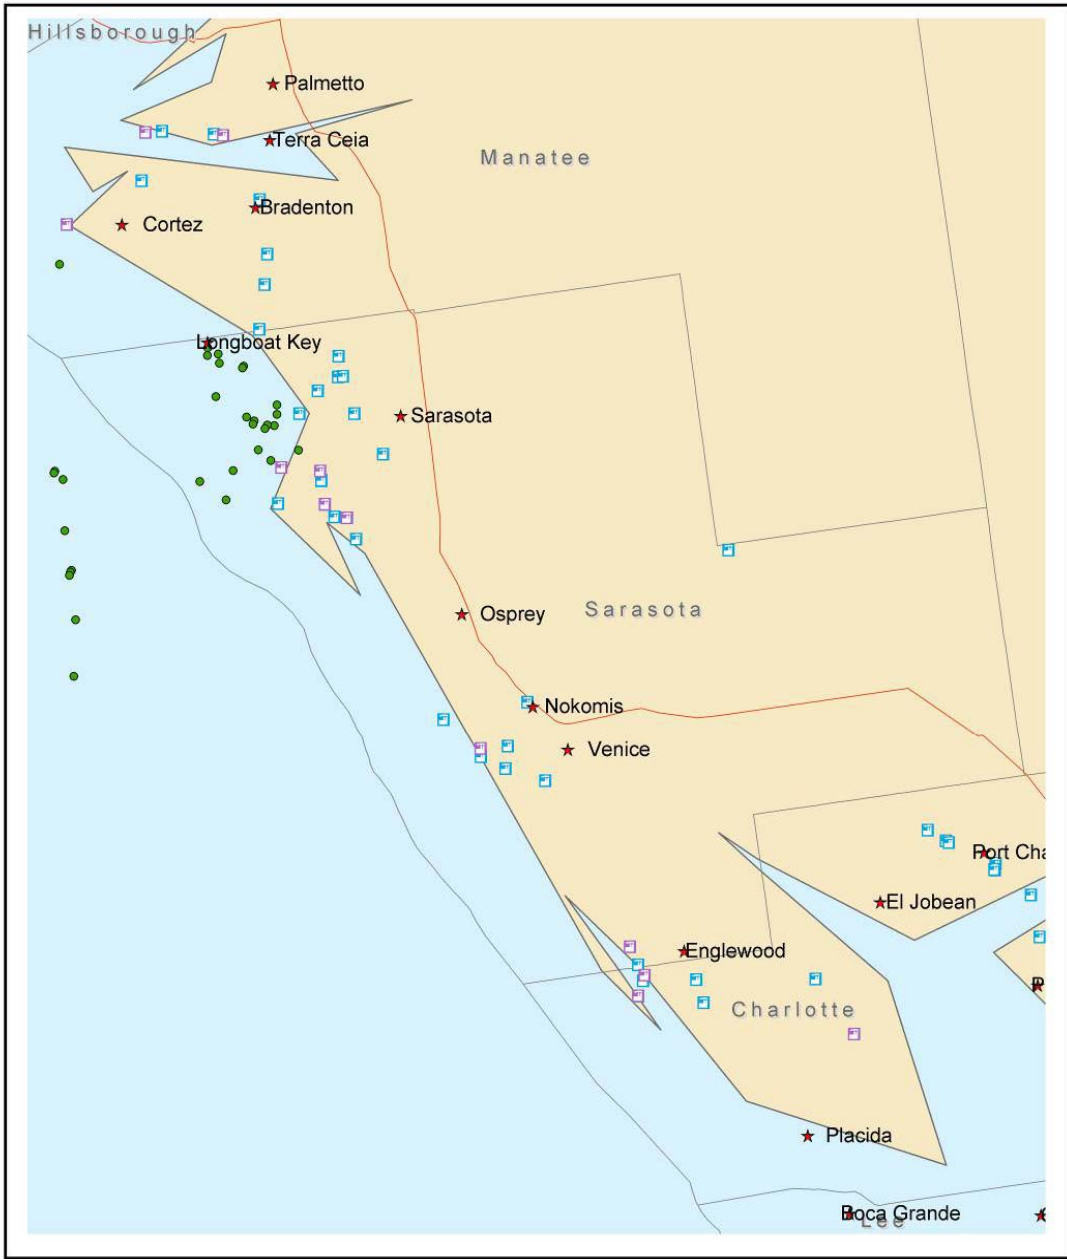 Hillsborough
Palmetto
Terra Ceia
Manatee
Bradenton
Cortez
Longboat Key
Sarasota
Osprey
Sarasota
Nokomis
Venice
Port Cha
El Jobean
Englewood
Charlotte
Placida
Boca Grande
Lee